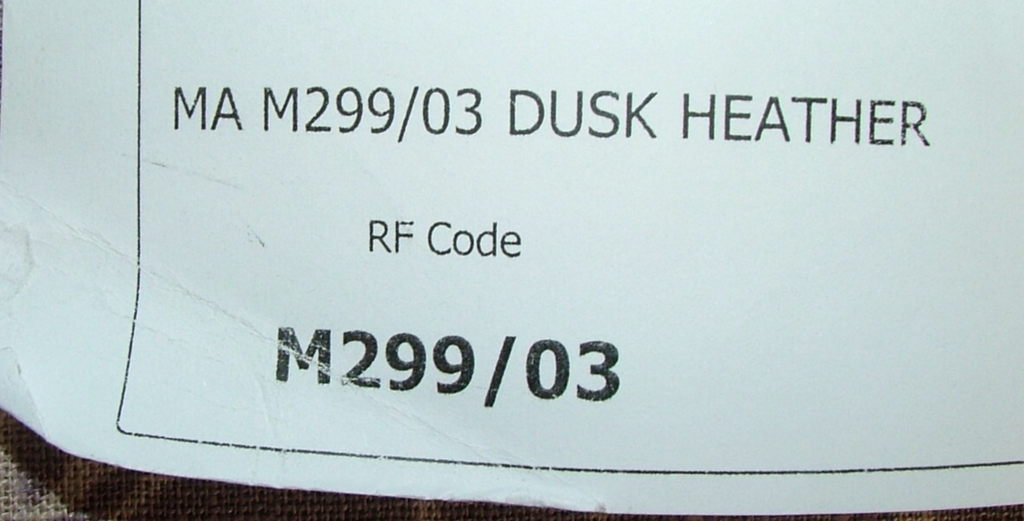 MA M299/03 DUSK HEATHER
RF Code
M299/03